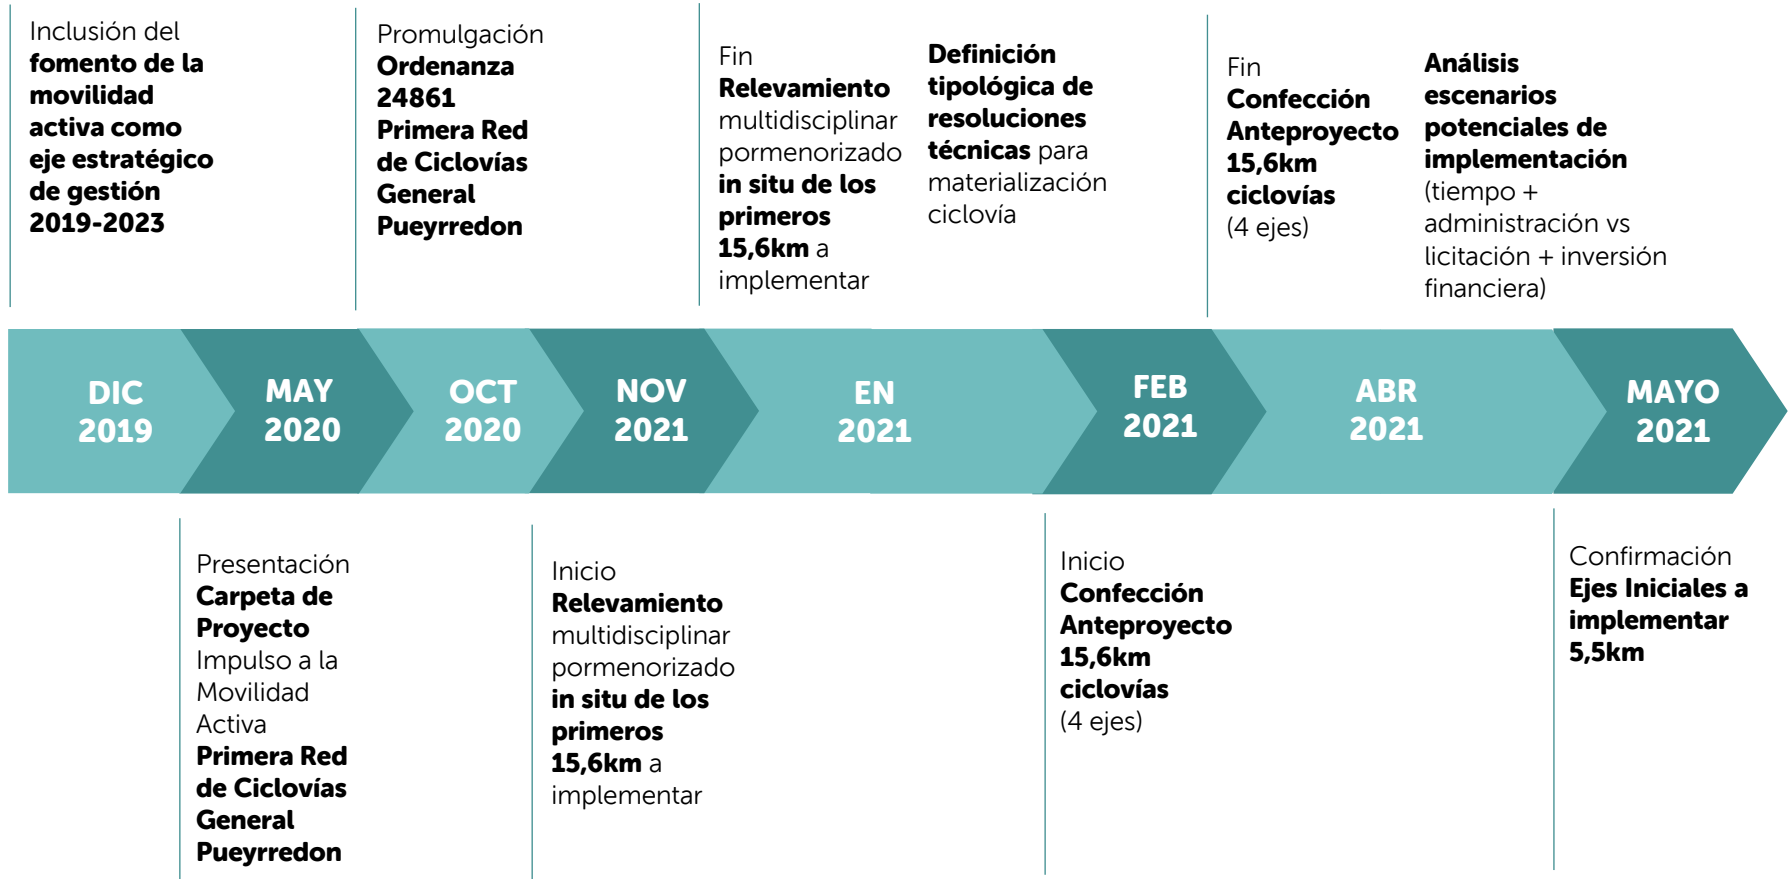 Inclusión del
fomento de la
movilidad
activa como
eje estratégico
de gestión
2019-2023
Promulgación
Ordenanza
24861
Primera Red
de Ciclovías
General
Pueyrredon
Fin
Relevamiento
multidisciplinar
pormenorizado
in situ de los
primeros
15,6km a
implementar
Definición
tipológica de
resoluciones
técnicas para
materialización
ciclovía
Fin
Confección
Anteproyecto
15,6km
ciclovías
(4 ejes)
Análisis
escenarios
potenciales de
implementación
(tiempo +
administración vs
licitación + inversión
financiera)
DIC
2019
MAY
2020
OCT
2020
NOV
2021
EN
2021
FEB
2021
ABR
2021
MAYO
2021
Presentación
Carpeta de
Proyecto
Impulso a la
Movilidad
Activa
Primera Red
de Ciclovías
General
Pueyrredon
Inicio
Relevamiento
multidisciplinar
pormenorizado
in situ de los
primeros
15,6km a
implementar
Inicio
Confección
Anteproyecto
15,6km
ciclovías
(4 ejes)
Confirmación
Ejes Iniciales a
implementar
5,5km